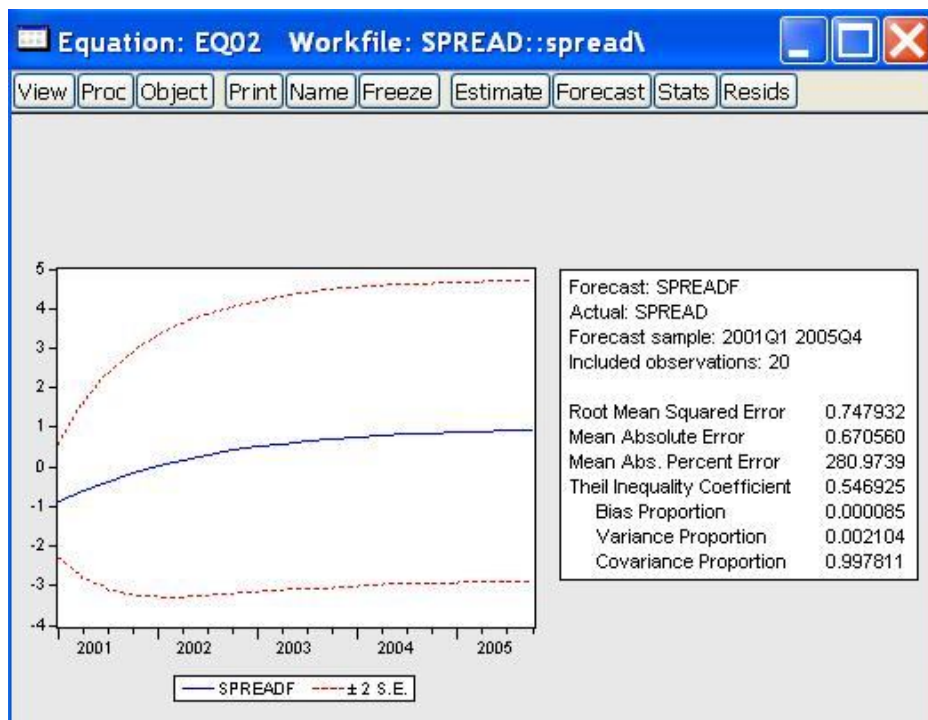 Equation: EQ02 Workfile: SPREAD::spread\
View Proc Object Print Name Freeze Estimate Forecast Stats Resids
5
4
3
2
1
0
-1
-2
-3
-4
2001 2002 2003 2004 2005
SPREADF ± 2 S.E.
Forecast: SPREADF
Actual: SPREAD
Forecast sample: 2001Q1 2005Q4
Included observations: 20
Root Mean Squared Error 0.747932
Mean Absolute Error 0.670560
Mean Abs. Percent Error 280.9739
Theil Inequality Coefficient 0.546925
Bias Proportion 0.000085
Variance Proportion 0.002104
Covariance Proportion 0.997811